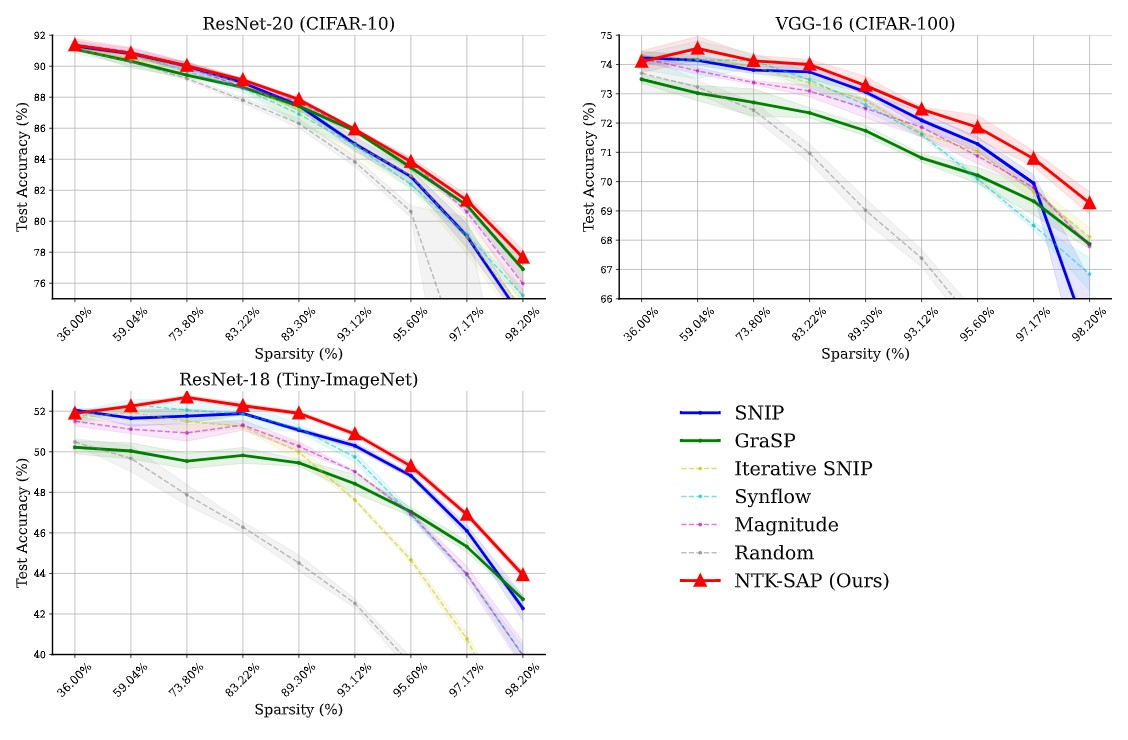 ResNet-20 (CIFAR-10)
Test Accuracy (%)
92
90
88
86
84
82
80
78
76
36.00% 59.04% 73.80% 83.22% 89.30% 93.12% 95.60% 97.17% 98.20%
Sparsity (%)
VGG-16 (CIFAR-100)
Test Accuracy (%)
75
74
73
72
71
70
69
68
67
66
36.00% 59.04% 73.80% 83.22% 89.30% 93.12% 95.60% 97.17% 98.20%
Sparsity (%)
ResNet-18 (Tiny-ImageNet)
Test Accuracy (%)
52
50
48
46
44
42
40
36.00% 59.04% 73.80% 83.22% 89.30% 93.12% 95.60% 97.17% 98.20%
Sparsity (%)
SNIP
GraSP
Iterative SNIP
Synflow
Magnitude
Random
NTK-SAP (Ours)